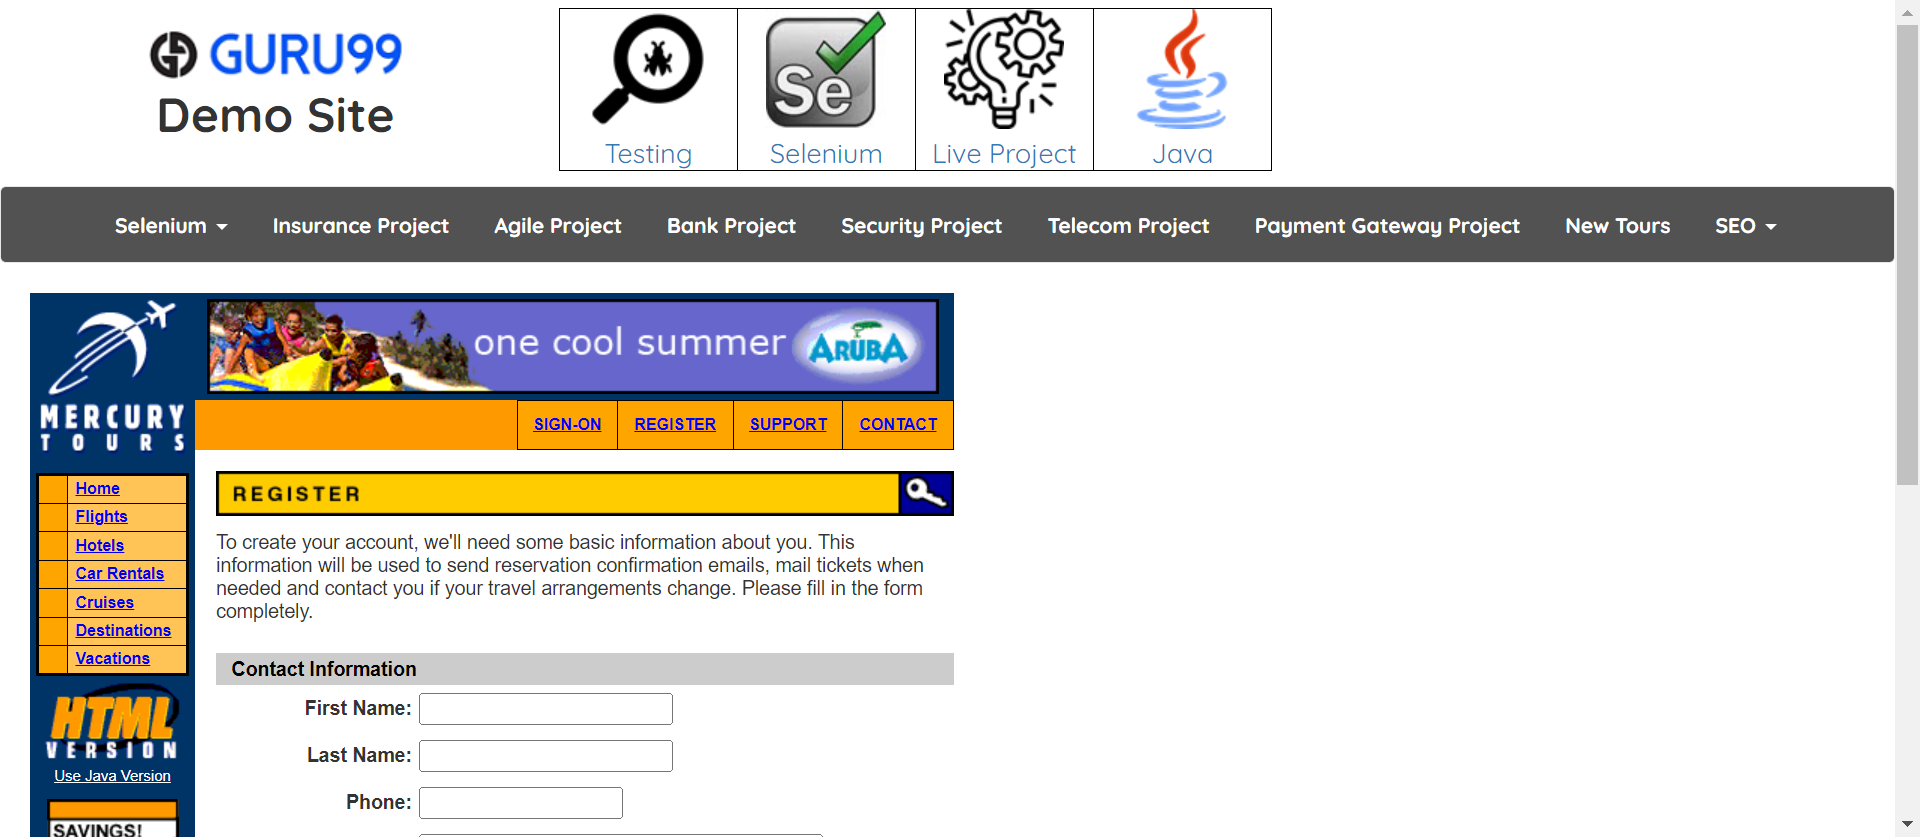 GURU99
Demo Site
Testing
Se
Selenium
Live Project
Java
Selenium
Insurance Project
Agile Project
Bank Project
Security Project
Telecom Project
Payment Gateway Project
New Tours
SEO
MERCURY
TOURS
one cool summer
ARUBA
SIGN-ON
REGISTER
SUPPORT
CONTACT
Home
Flights
Hotels
Car Rentals
Cruises
Destinations
Vacations
HTML
VERSION
Use Java Version
SAVINGS!
REGISTER
To create your account, we'll need some basic information about you. This
information will be used to send reservation confirmation emails, mail tickets when
needed and contact you if your travel arrangements change. Please fill in the form
completely.
Contact Information
First Name:
Last Name:
Phone: